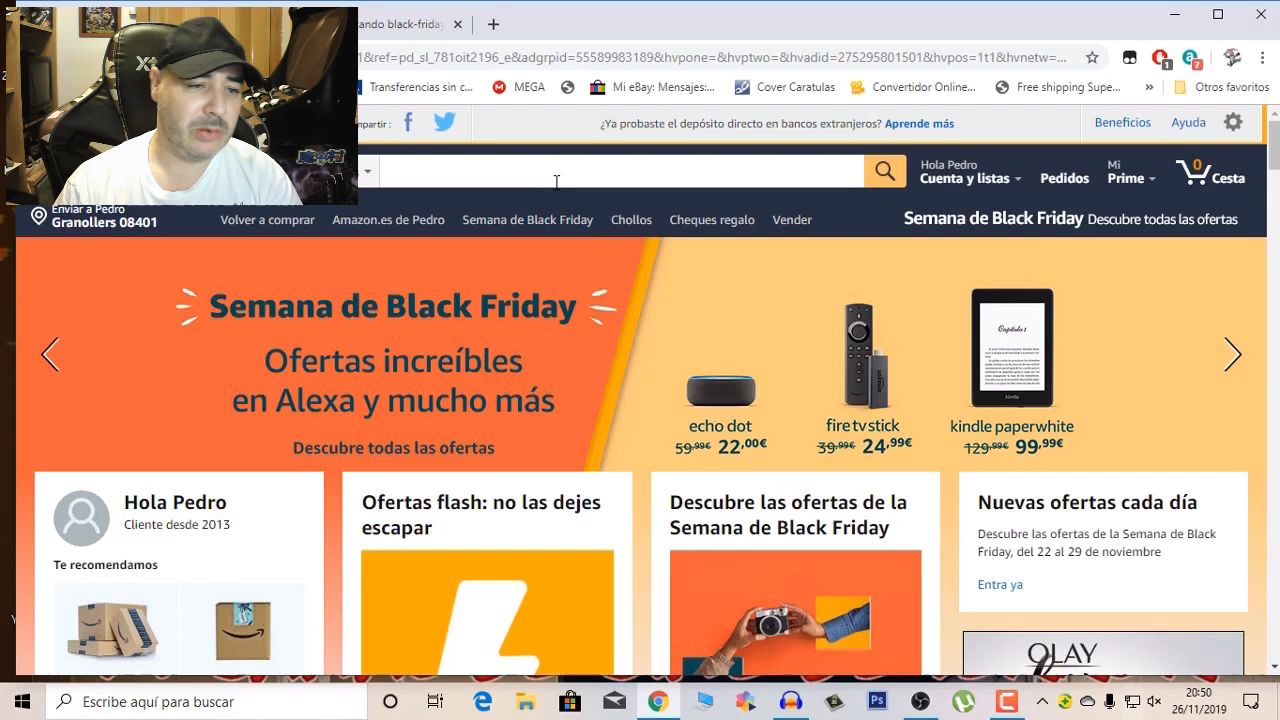 ando black-friday
1&ref=pd_sl_781oit2196_e&adgrpid=55589983189&hvpone=&hvptwo=&hvadid=275295801501&hvpos=1t1&hvnetw=...
1
7
Transferencias sin c...
MEGA
Mi eBay: Mensajes:...
Cover Caratulas
Convertidor Online...
Free shipping Supe...
»
Otros favoritos
mpartir :
¿Ya probaste el depósito directo en bancos extranjeros? Aprende más
Beneficios
Ayuda
Hola Pedro
Cuenta y listas
Pedidos
Mi
Prime
0
Cesta
Enviar a Pedro
Granollers 08401
Volver a comprar
Amazon.es de Pedro
Semana de Black Friday
Chollos
Cheques regalo
Vender
Semana de Black Friday Descubre todas las ofertas
Semana de Black Friday
Ofertas increíbles
en Alexa y mucho más
Descubre todas las ofertas
Capítulo 1
kindle
amazon
echo dot
59,99€ 22,00€
fire tv stick
39,99€ 24,99€
kindle paperwhite
129,99€ 99,99€
Hola Pedro
Cliente desde 2013
Te recomendamos
Ofertas flash: no las dejes
escapar
Descubre las ofertas de la
Semana de Black Friday
Nuevas ofertas cada día
Descubre las ofertas de la Semana de Black
Friday, del 22 al 29 de noviembre
Entra ya
OLAY
Escribe aquí para buscar
Ps
20:50
26/11/2019